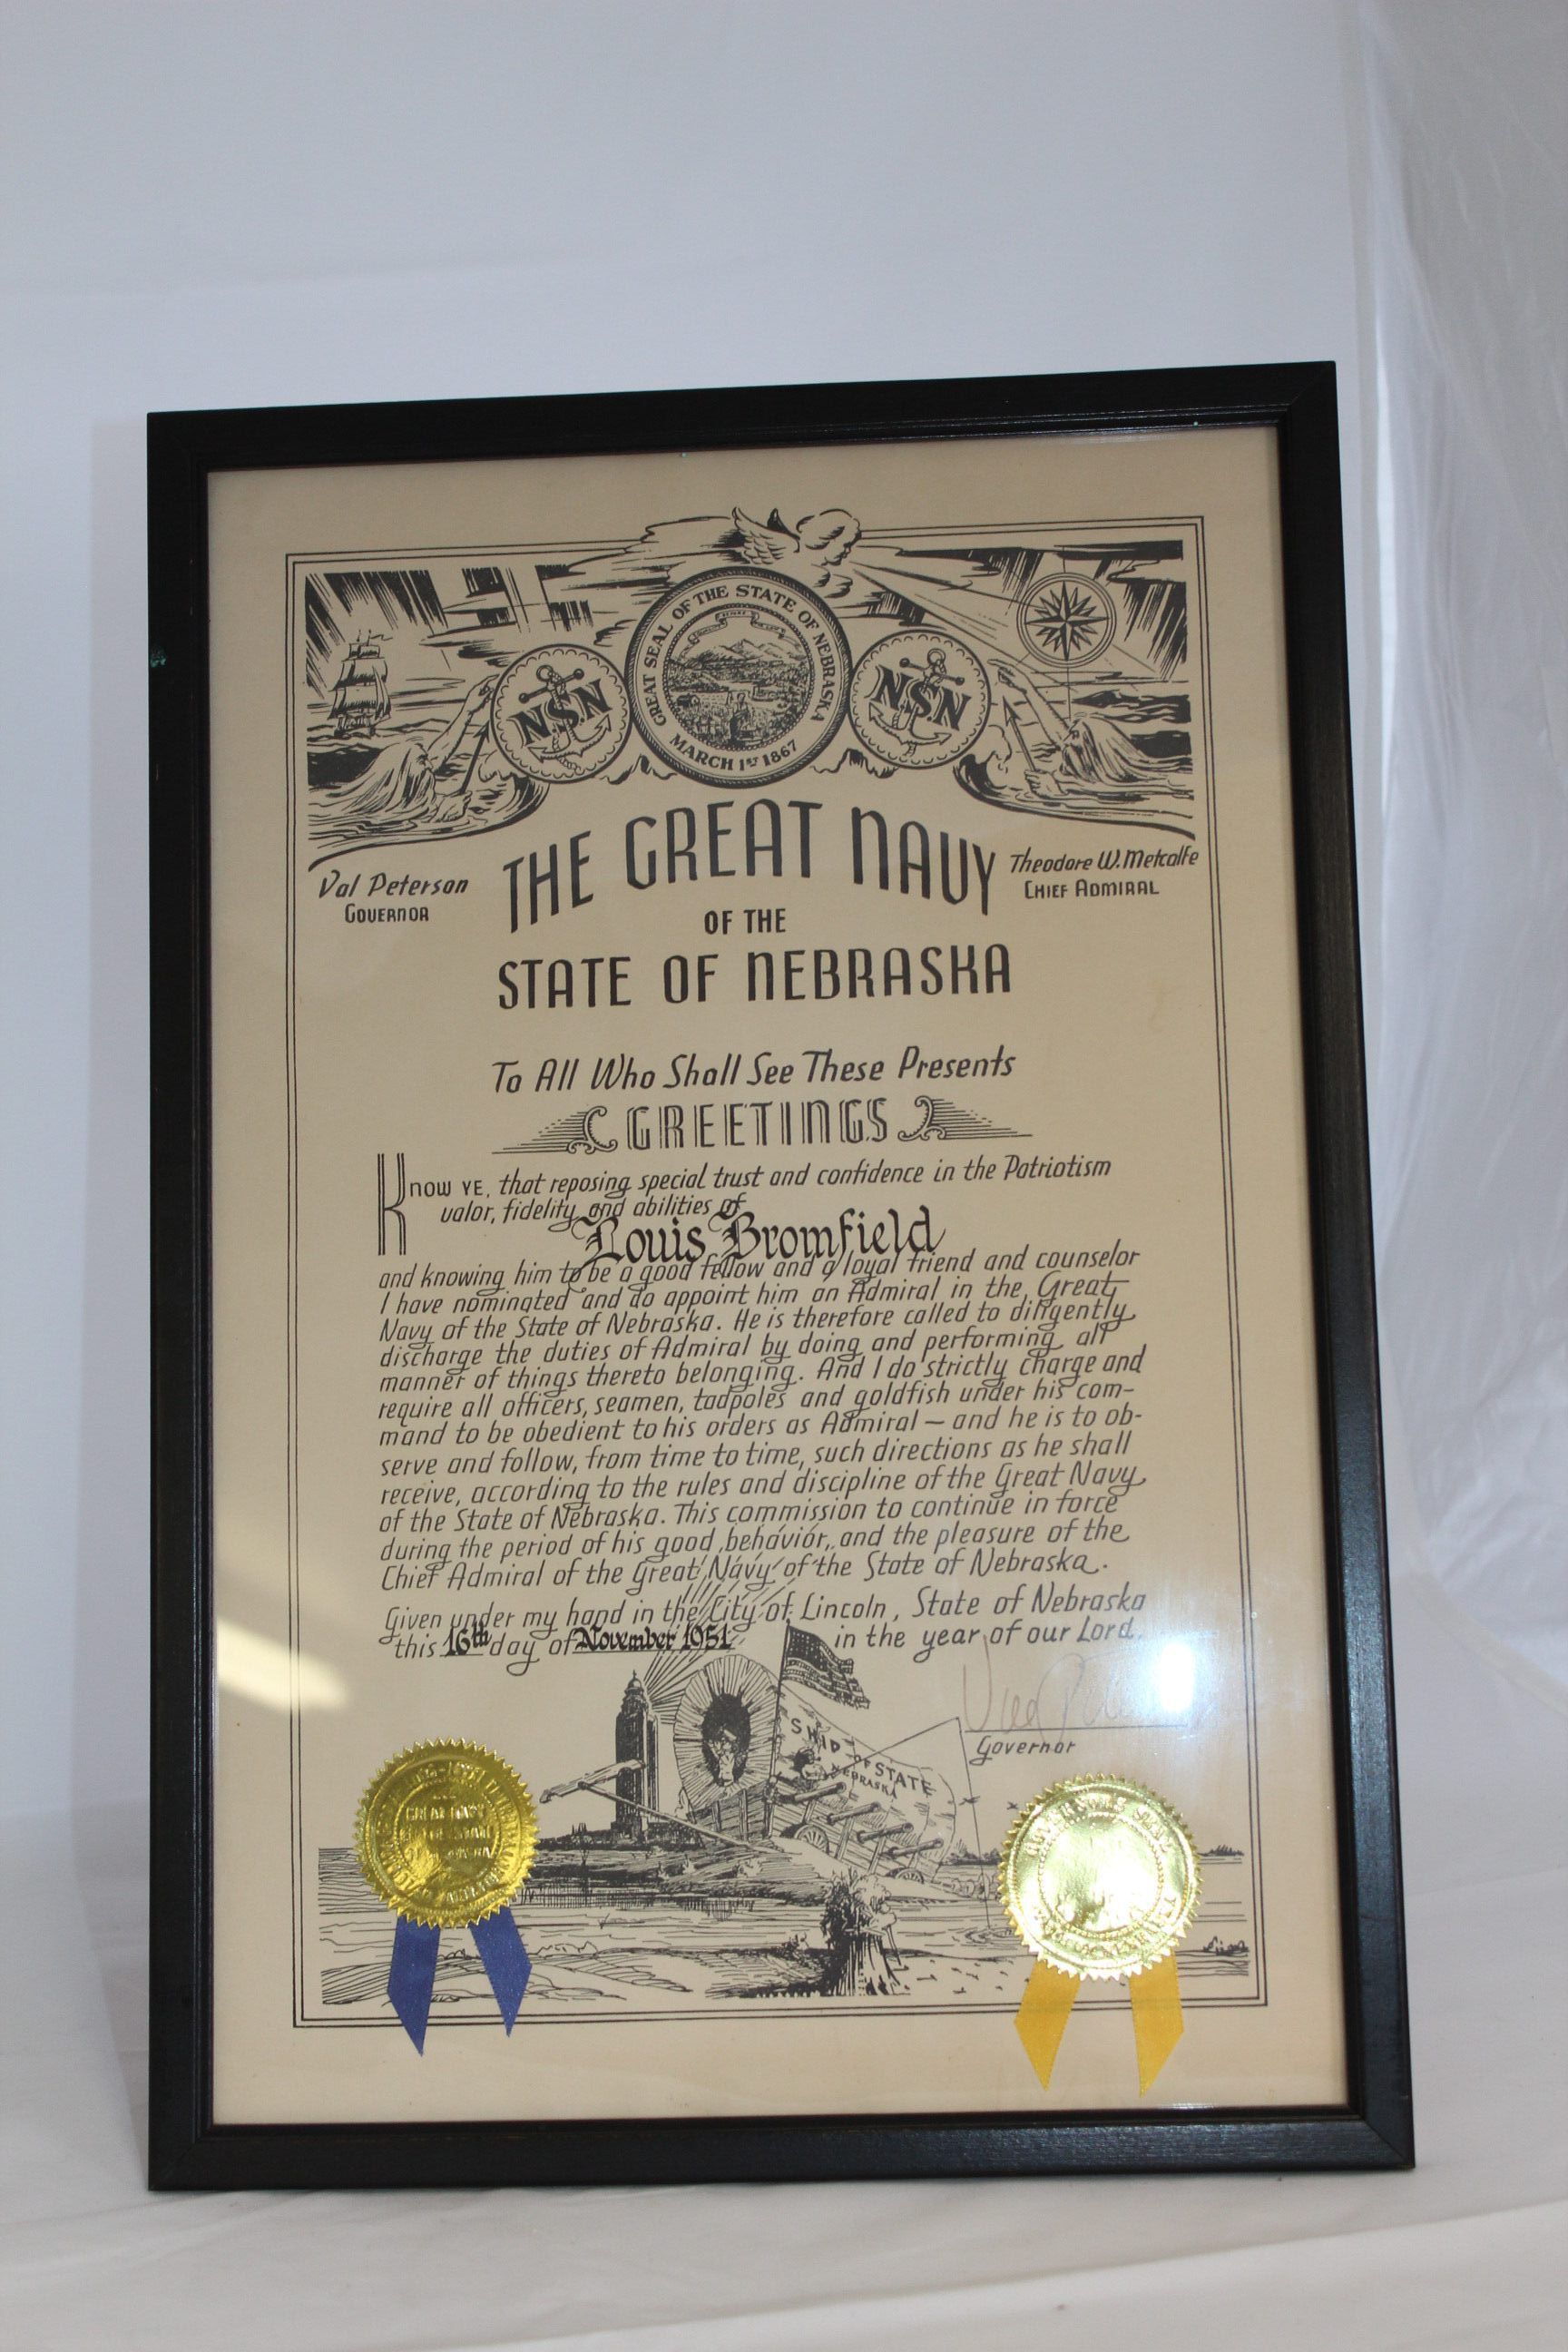 GREAT SEAL OF THE STATE OF NEBRASKA
MARCH 1ST 1867
NSN
NSN
Val Peterson
GOVERNOR
Theodore W. Metcalfe
CHIEF ADMIRAL
THE GREAT NAVY
OF THE
STATE OF NEBRASKA
To All Who Shall See These Presents
GREETINGS
KNOW YE, that reposing special trust and confidence in the Patriotism
valor, fidelity and abilities of
Louis Bromfield
and knowing him to be a good fellow and a loyal friend and counselor
I have nominated and do appoint him an Admiral in the Great
Navy of the State of Nebraska. He is therefore called to diligently
discharge the duties of Admiral by doing and performing all
manner of things thereto belonging. And I do strictly charge and
require all officers, seamen, tadpoles and goldfish under his com-
mand to be obedient to his orders as Admiral — and he is to ob-
serve and follow, from time to time, such directions as he shall
receive, according to the rules and discipline of the Great Navy
of the State of Nebraska. This commission to continue in force
during the period of his good behavior, and the pleasure of the
Chief Admiral of the Great Navy of the State of Nebraska.
Given under my hand in the City of Lincoln, State of Nebraska
this 16th day of November 1951 in the year of our Lord.
Governor
SHIP OF STATE
NEBRASKA
GREAT NAVY